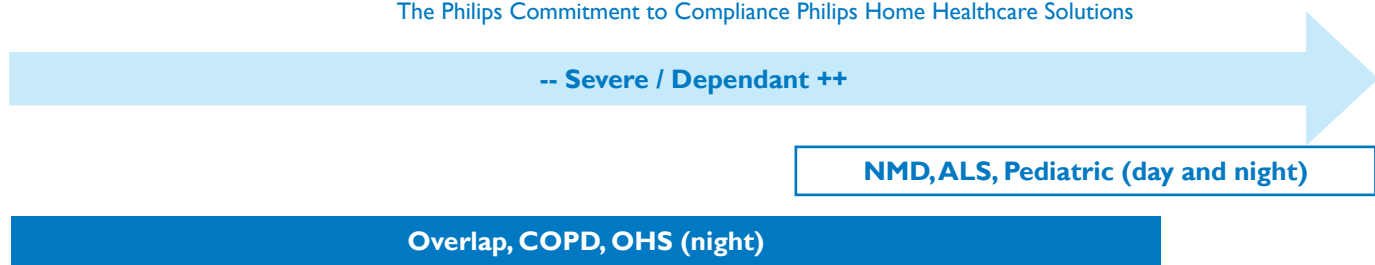 The Philips Commitment to Compliance Philips Home Healthcare Solutions
-- Severe / Dependant ++
NMD, ALS, Pediatric (day and night)
Overlap, COPD, OHS (night)